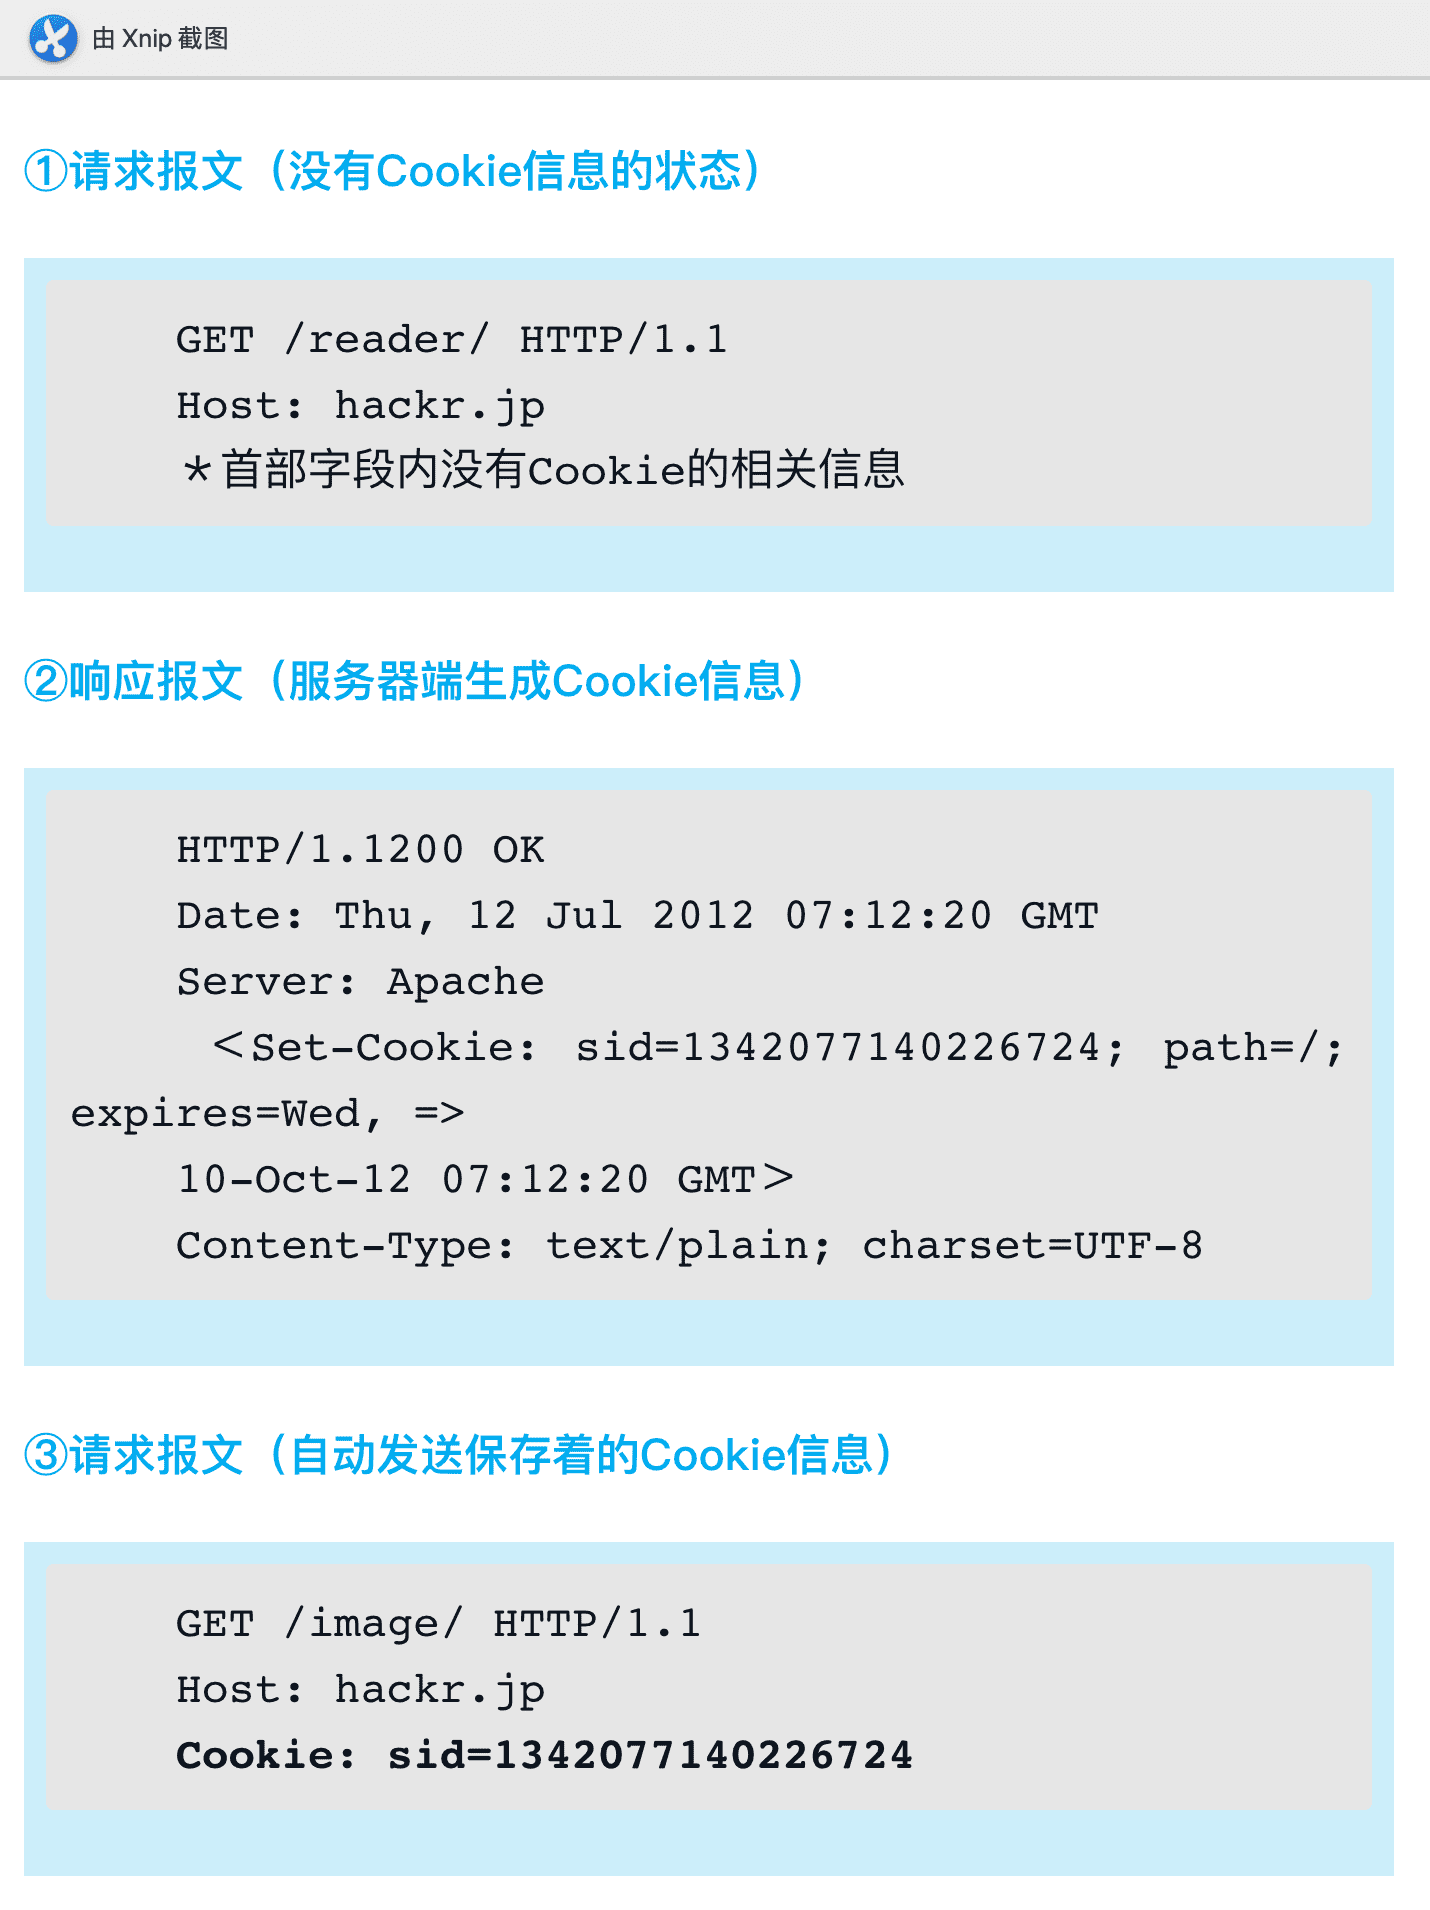 由 Xnip 截图
①请求报文（没有Cookie信息的状态）
GET /reader/ HTTP/1.1
Host: hackr.jp
＊首部字段内没有Cookie的相关信息
②响应报文（服务器端生成Cookie信息）
HTTP/1.1200 OK
Date: Thu, 12 Jul 2012 07:12:20 GMT
Server: Apache
＜Set-Cookie: sid=1342077140226724; path=/;
expires=Wed, =>
10-Oct-12 07:12:20 GMT＞
Content-Type: text/plain; charset=UTF-8
③请求报文（自动发送保存着的Cookie信息）
GET /image/ HTTP/1.1
Host: hackr.jp
Cookie: sid=1342077140226724